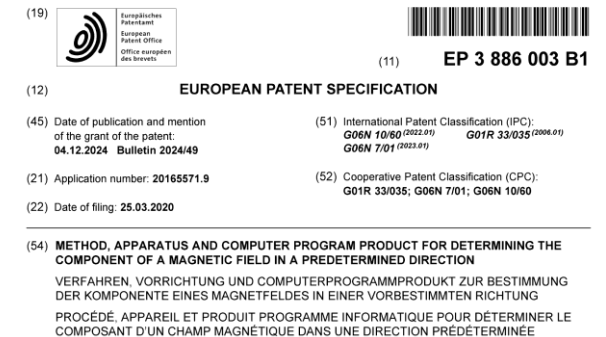 (19)
Europäisches
Patentamt
European
Patent Office
Office européen
des brevets
(11) EP 3 886 003 B1
(12) EUROPEAN PATENT SPECIFICATION
(45) Date of publication and mention
of the grant of the patent:
04.12.2024 Bulletin 2024/49
(21) Application number: 20165571.9
(22) Date of filing: 25.03.2020
(51) International Patent Classification (IPC):
G06N 10/60 (2022.01) G01R 33/035 (2006.01)
G06N 7/01 (2023.01)
(52) Cooperative Patent Classification (CPC):
G01R 33/035; G06N 7/01; G06N 10/60
(54) METHOD, APPARATUS AND COMPUTER PROGRAM PRODUCT FOR DETERMINING THE
COMPONENT OF A MAGNETIC FIELD IN A PREDETERMINED DIRECTION
VERFAHREN, VORRICHTUNG UND COMPUTERPROGRAMMPRODUKT ZUR BESTIMMUNG
DER KOMPONENTE EINES MAGNETFELDES IN EINER VORBESTIMMTEN RICHTUNG
PROCÉDÉ, APPAREIL ET PRODUIT PROGRAMME INFORMATIQUE POUR DÉTERMINER LE
COMPOSANT D'UN CHAMP MAGNÉTIQUE DANS UNE DIRECTION PRÉDÉTERMINÉE